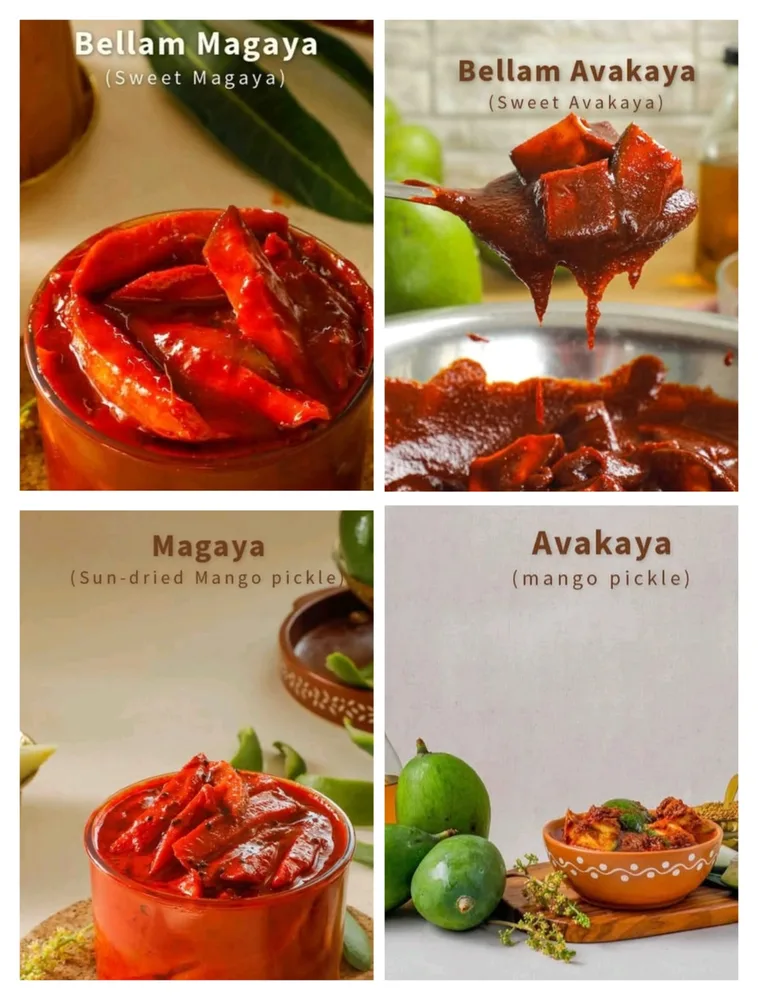 Bellam Magaya
(Sweet Magaya)
Bellam Avakaya
(Sweet Avakaya)
Magaya
(Sun-dried Mango pickle)
Avakaya
(mango pickle)